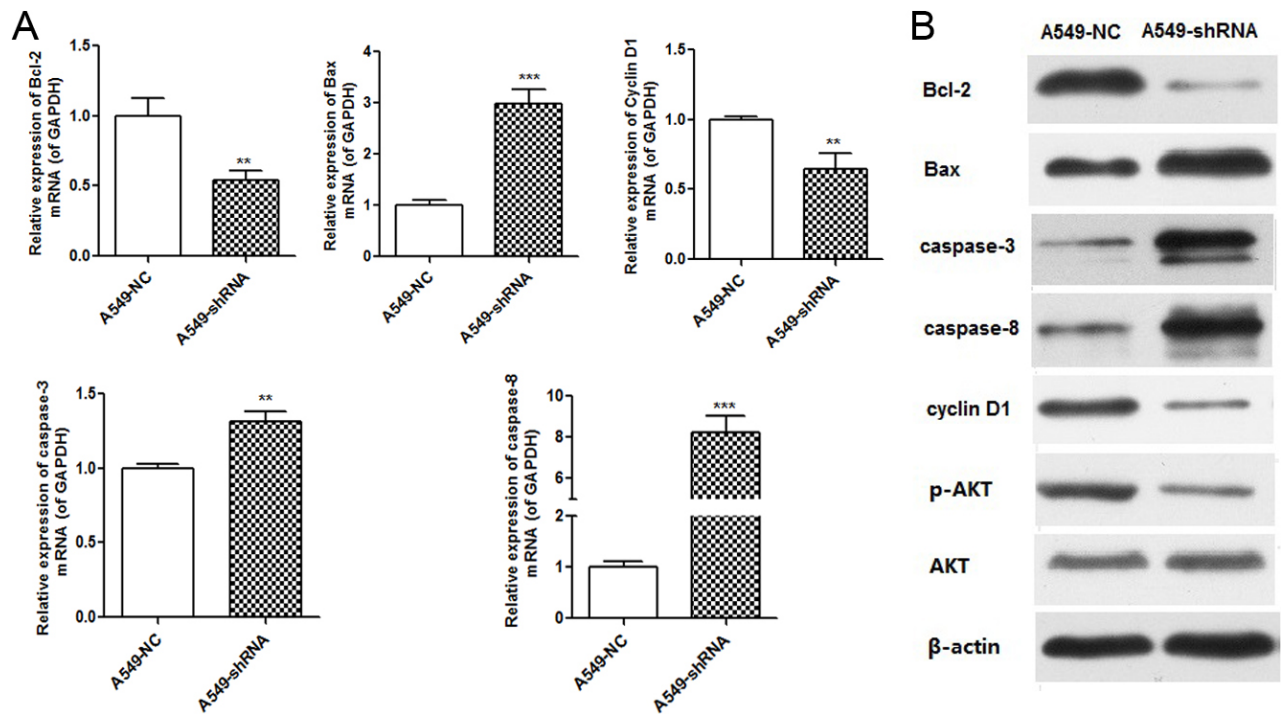 A
Relative expression of Bcl-2
mRNA (of GAPDH)
1.5
1.0
0.5
0.0
**
A549-NC
A549-shRNA
Relative expression of Bax
mRNA (of GAPDH)
4
3
2
1
0
***
A549-NC
A549-shRNA
Relative expression of Cyclin D1
mRNA (of GAPDH)
1.5
1.0
0.5
0.0
**
A549-NC
A549-shRNA
Relative expression of caspase-3
mRNA (of GAPDH)
1.5
1.0
0.5
0.0
**
A549-NC
A549-shRNA
Relative expression of caspase-8
mRNA (of GAPDH)
10
8
6
2
1
0
***
A549-NC
A549-shRNA
B
A549-NC A549-shRNA
Bcl-2
Bax
caspase-3
caspase-8
cyclin D1
p-AKT
AKT
β-actin